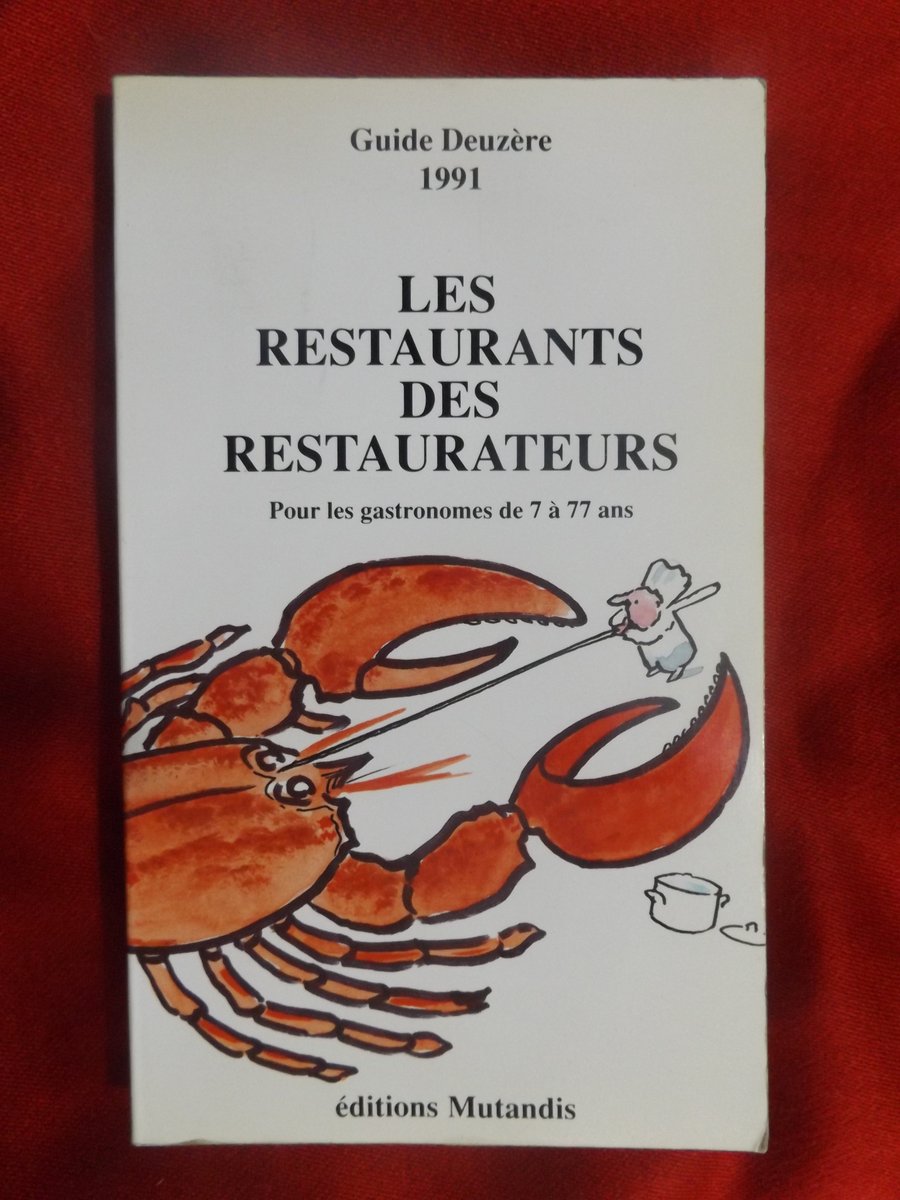 Guide Deuzère
1991
LES
RESTAURANTS
DES
RESTAURATEURS
Pour les gastronomes de 7 à 77 ans
éditions Mutandis